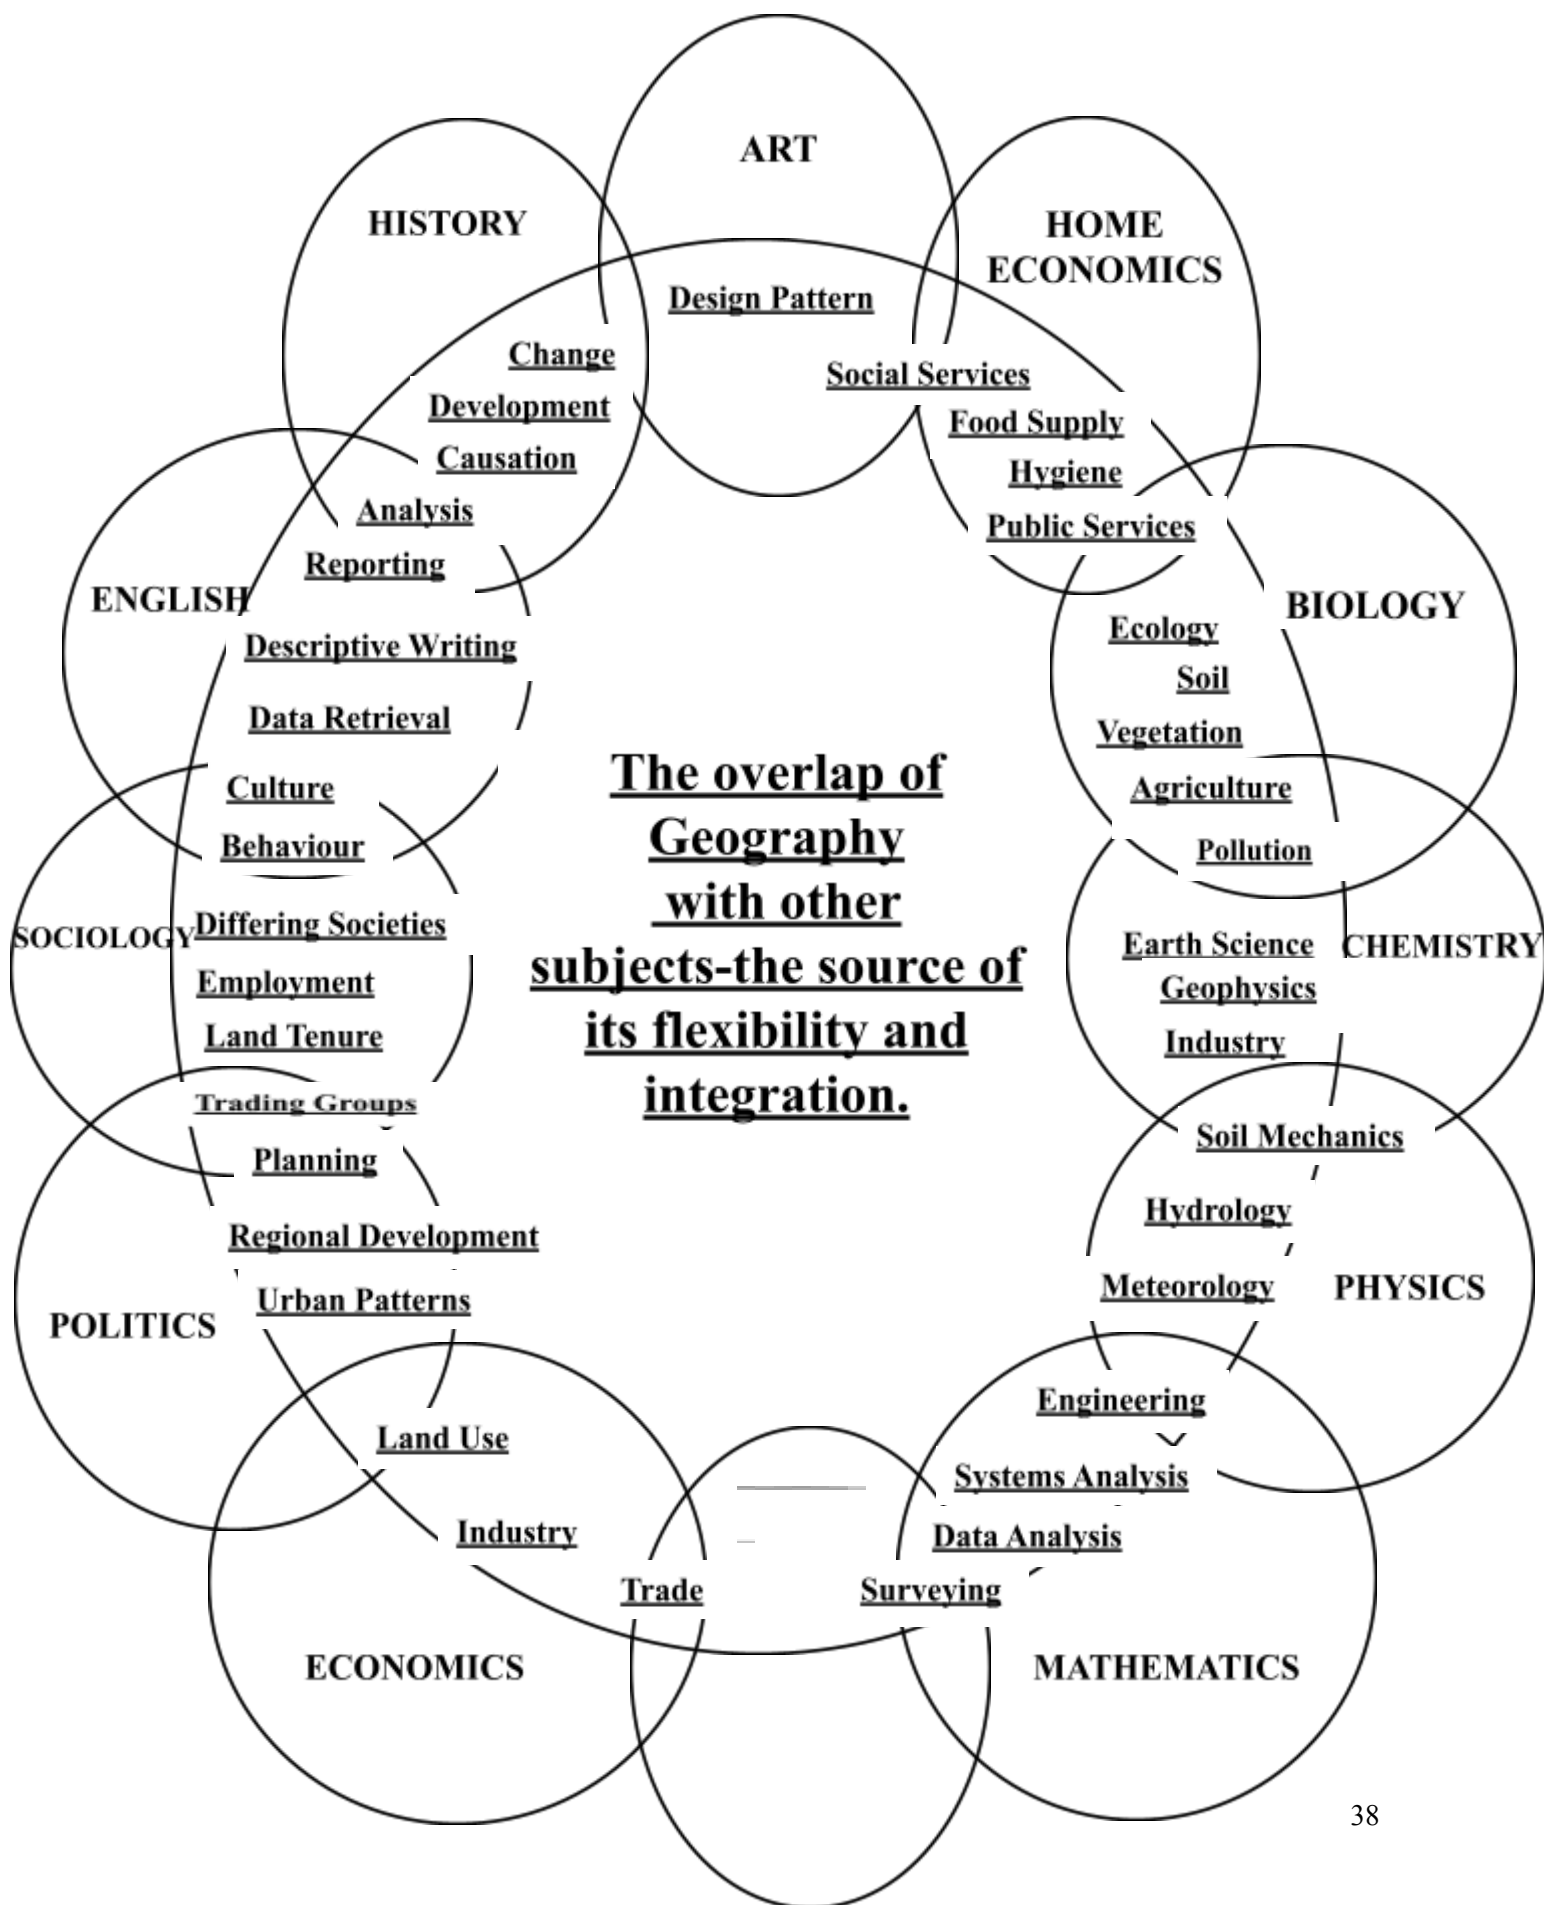 ART
HISTORY
HOME
ECONOMICS
Design Pattern
Change
Social Services
Development
Food Supply
Causation
Hygiene
Analysis
Public Services
Reporting
ENGLISH
BIOLOGY
Ecology
Descriptive Writing
Soil
Data Retrieval
Vegetation
The overlap of
Geography
with other
subjects-the source of
its flexibility and
integration.
Culture
Agriculture
Behaviour
Pollution
SOCIOLOGY
Differing Societies
Earth Science
CHEMISTRY
Employment
Geophysics
Land Tenure
Industry
Trading Groups
Soil Mechanics
Planning
Hydrology
Regional Development
Meteorology
PHYSICS
Urban Patterns
POLITICS
Engineering
Land Use
Systems Analysis
Industry
Data Analysis
Trade
Surveying
ECONOMICS
MATHEMATICS
38